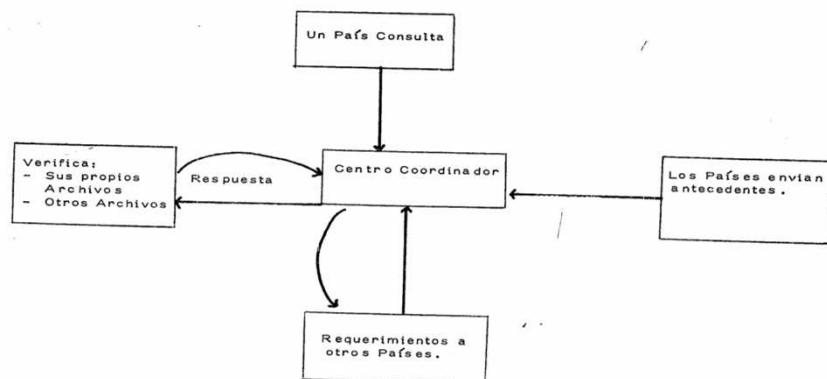 Un País Consulta
Verifica:
- Sus propios
Archivos
- Otros Archivos
Respuesta
Centro Coordinador
Los Países envian
antecedentes.
Requerimientos a
otros Países.